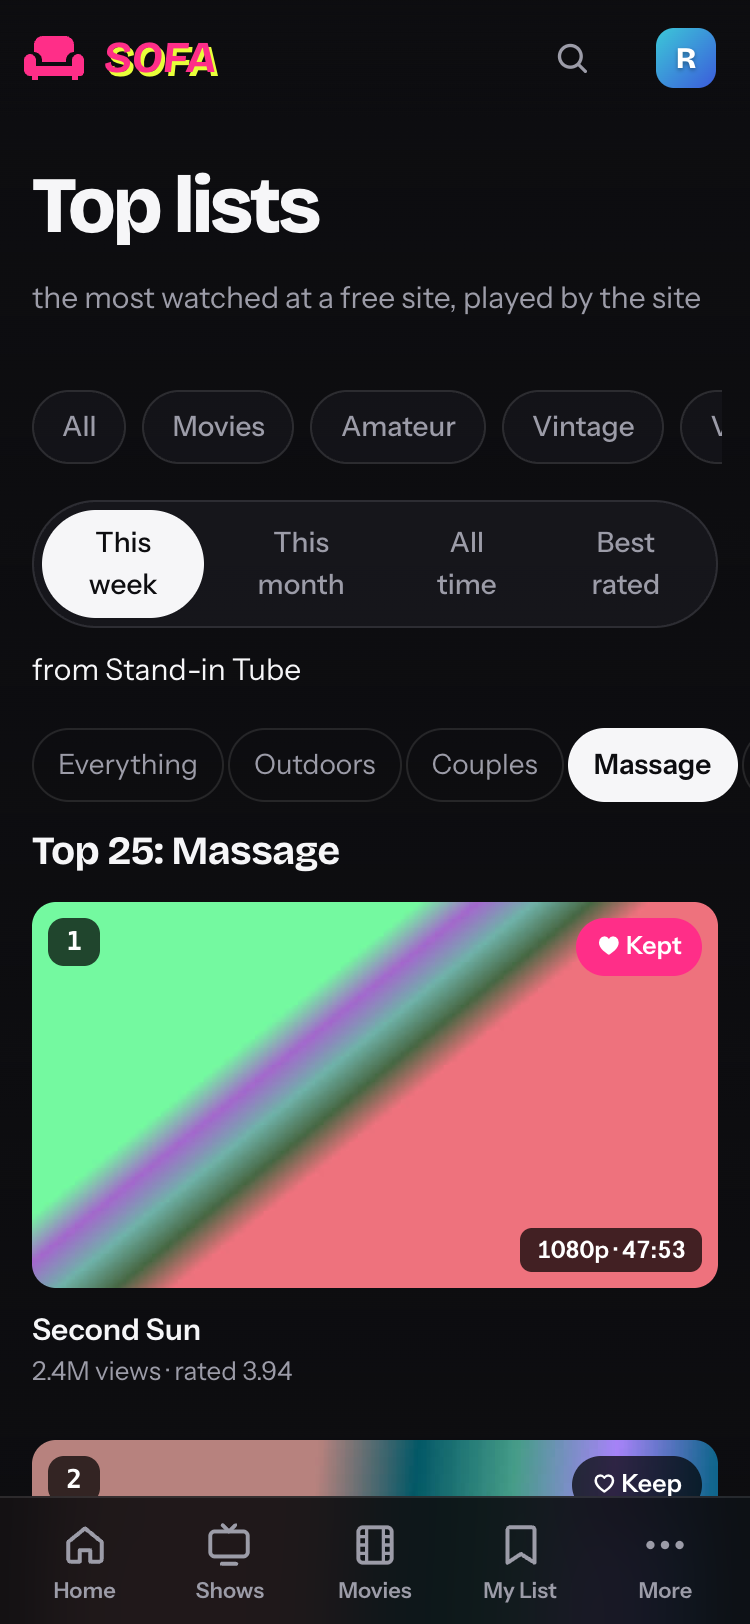 SOFA
R
Top lists
the most watched at a free site, played by the site
All
Movies
Amateur
Vintage
This week
This month
All time
Best rated
from Stand-in Tube
Everything
Outdoors
Couples
Massage
Top 25: Massage
1
Kept
1080p · 47:53
Second Sun
2.4M views · rated 3.94
2
Keep
Home
Shows
Movies
My List
More